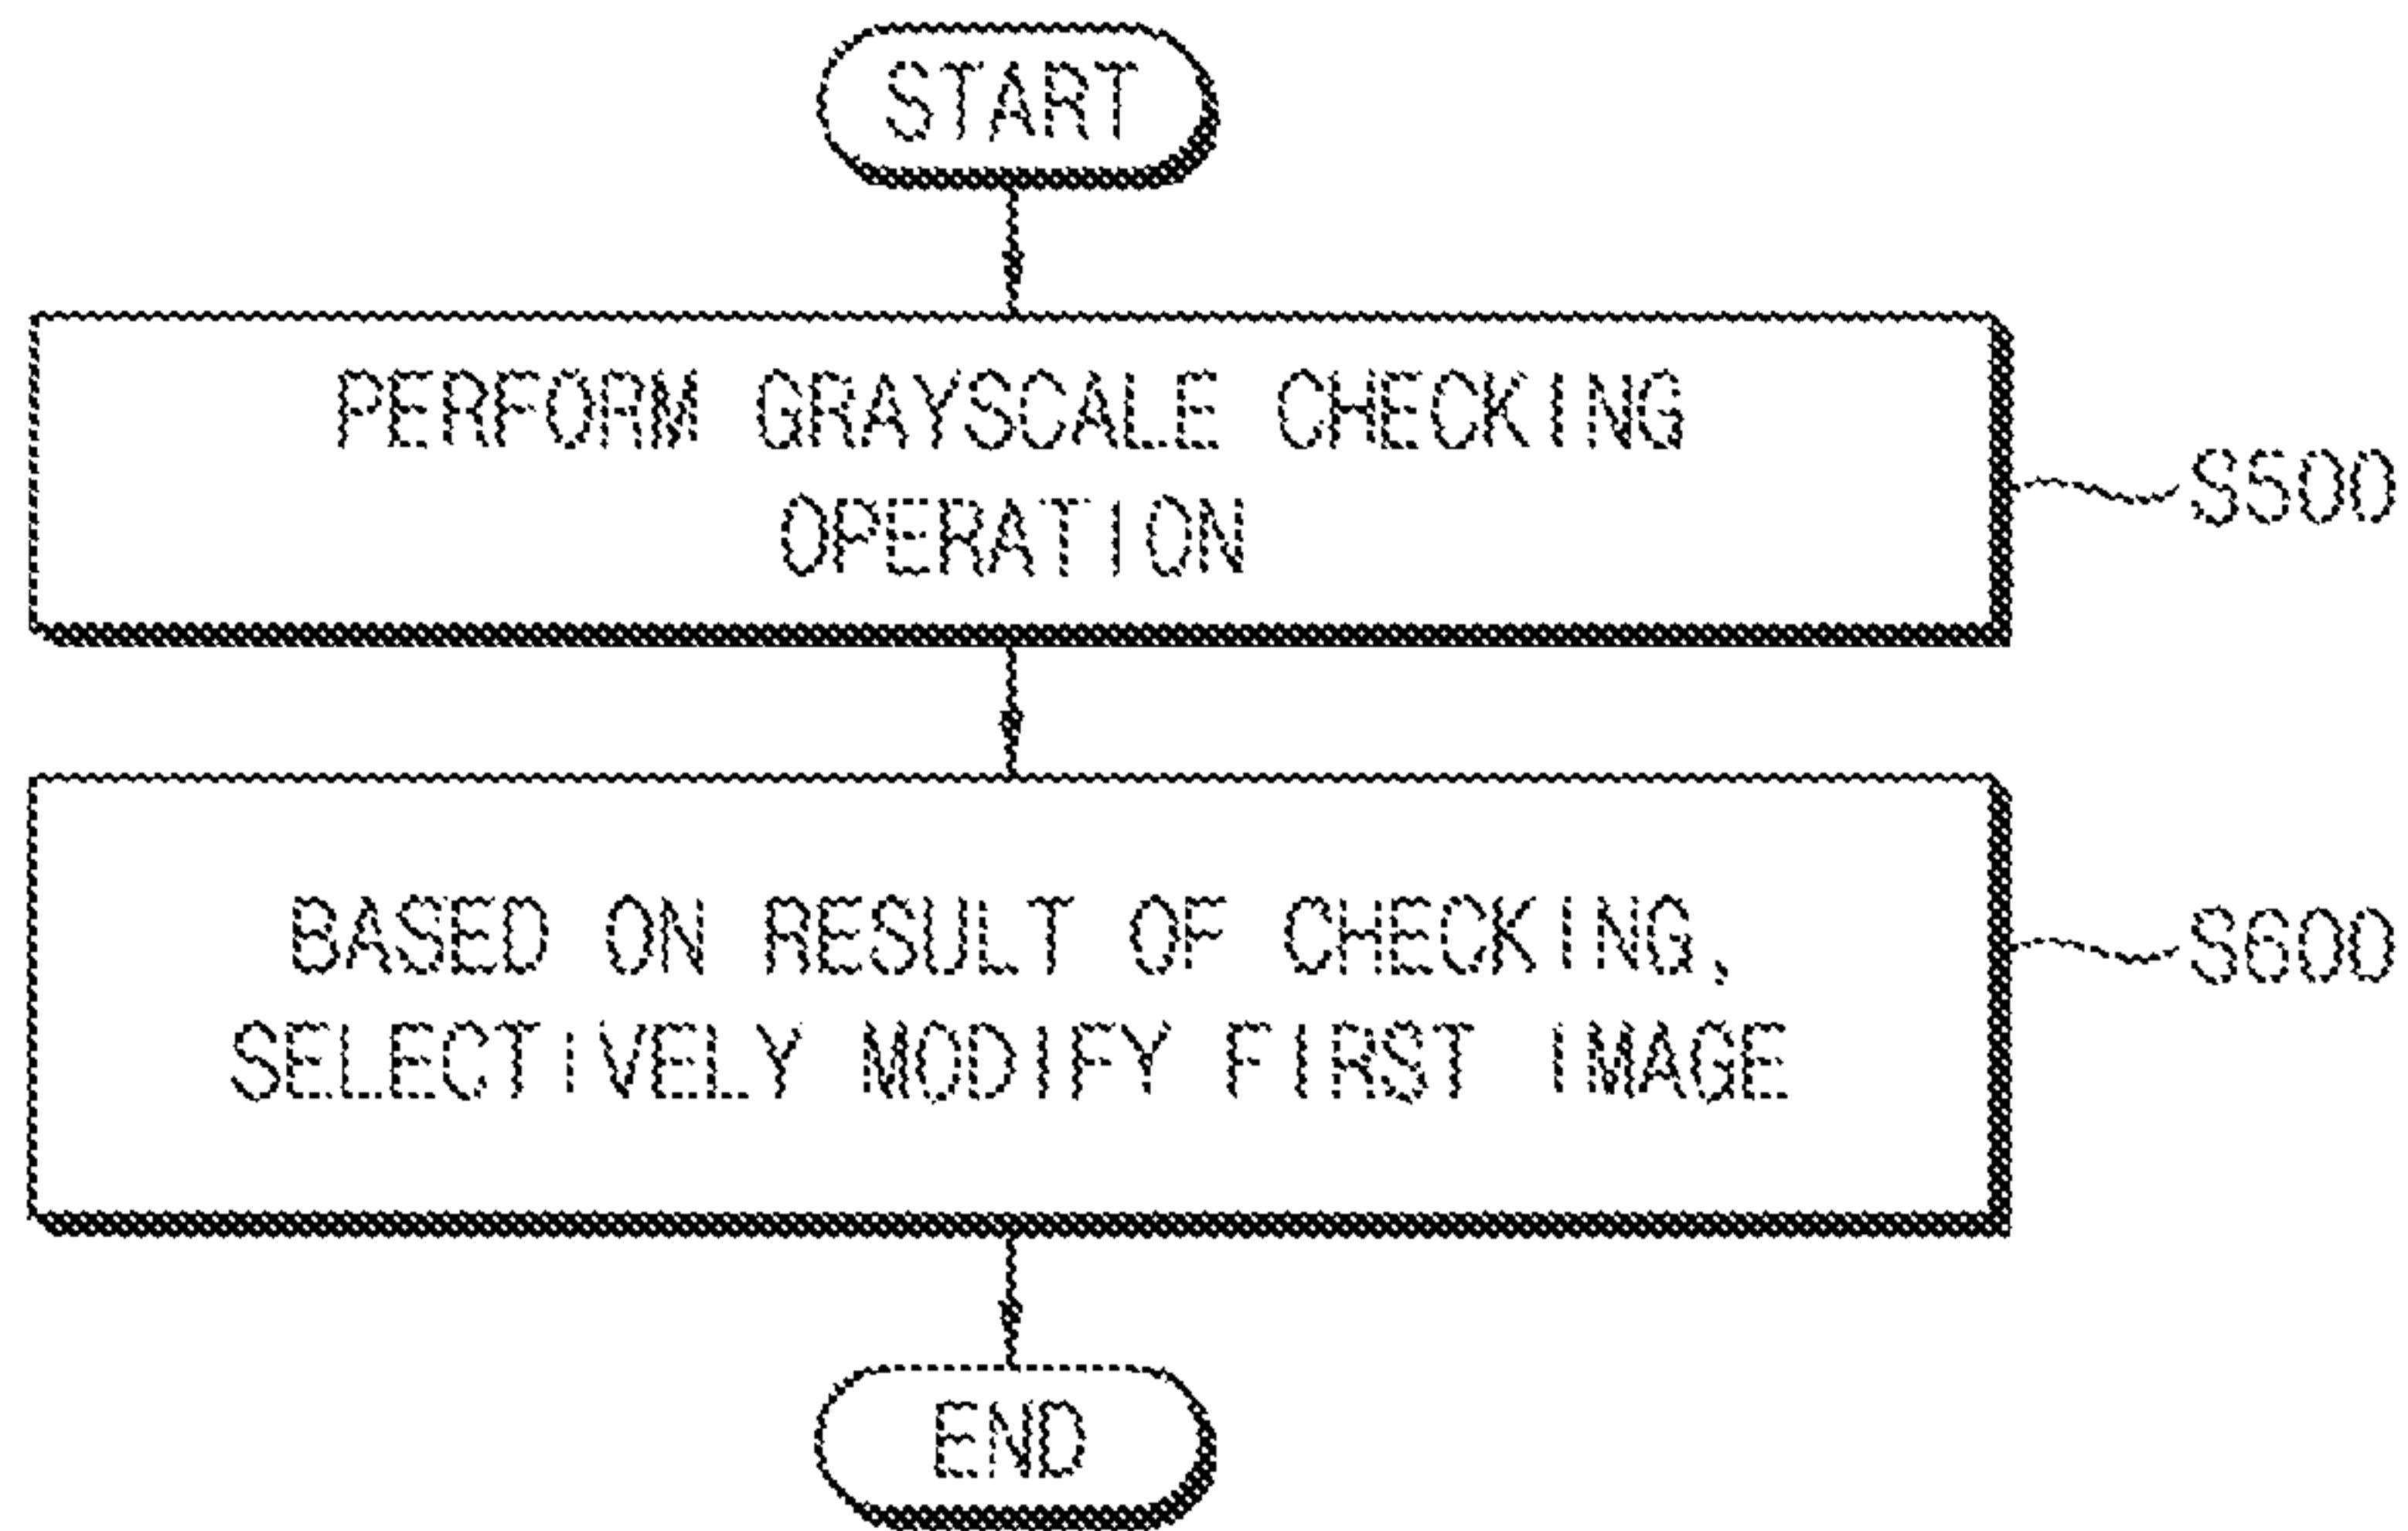 START
PERFORM GRAYSCALE CHECKING
OPERATION
S500
BASED ON RESULT OF CHECKING,
SELECTIVELY MODIFY FIRST IMAGE
S600
END